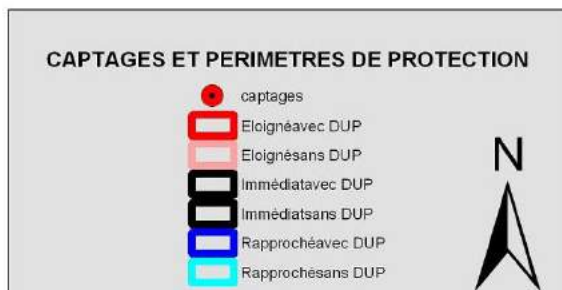 CAPTAGES ET PERIMETRES DE PROTECTION
captages
Eloignéavec DUP
Eloignésans DUP
Immédiatavec DUP
Immédiatsans DUP
Rapprochéavec DUP
Rapprochésans DUP
N